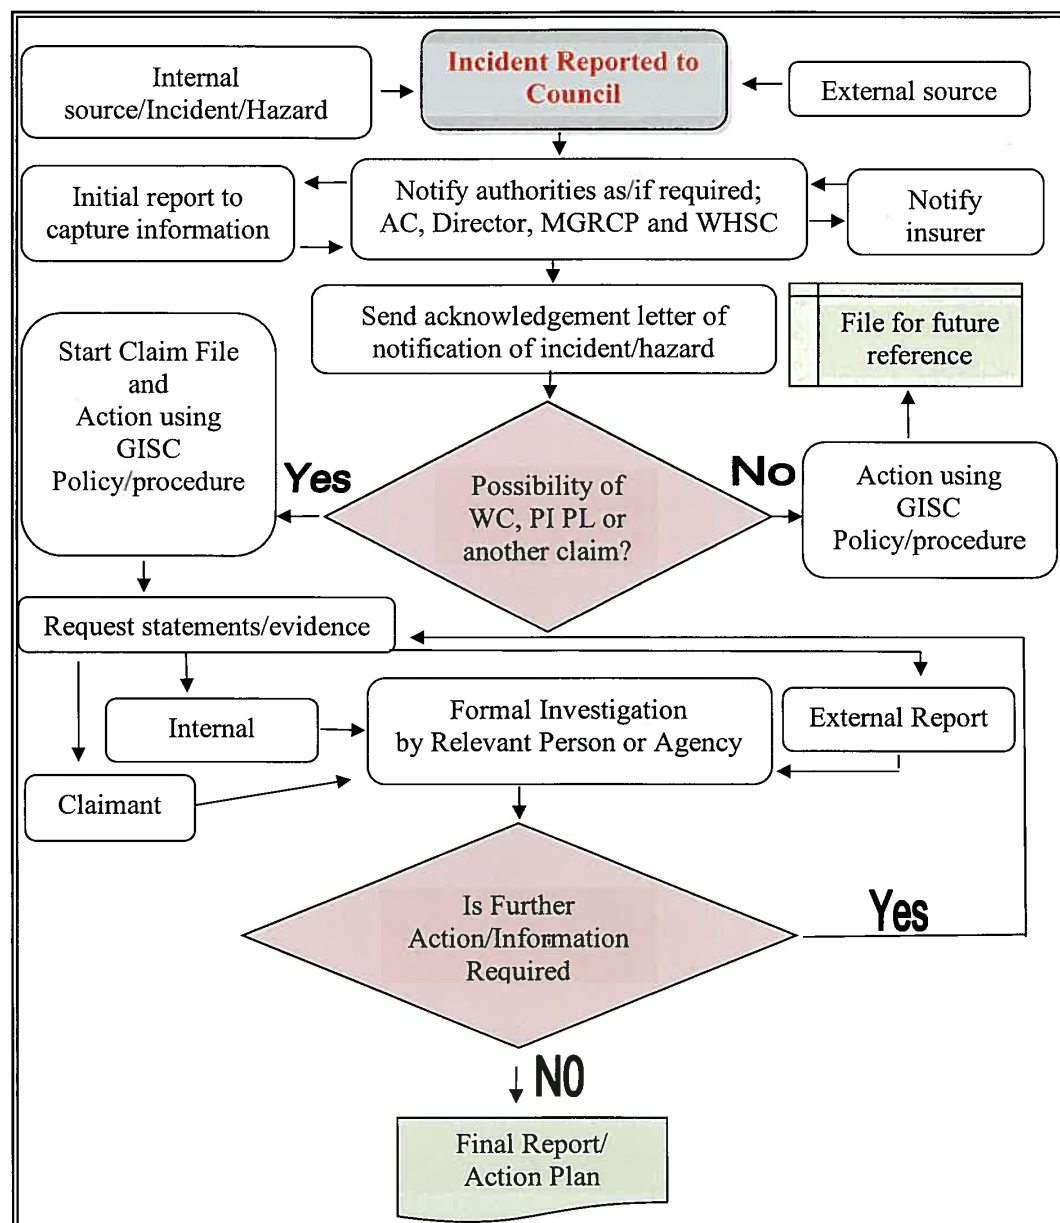 Internal
source/Incident/Hazard
Incident Reported to
Council
External source
Initial report to
capture information
Notify authorities as/if required;
AC, Director, MGRCP and WHSC
Notify
insurer
Send acknowledgement letter of
notification of incident/hazard
File for future
reference
Start Claim File
and
Action using
GISC
Policy/procedure
Yes
Possibility of
WC, PI PL or
another claim?
No
Action using
GISC
Policy/procedure
Request statements/evidence
Internal
Formal Investigation
by Relevant Person or Agency
External Report
Claimant
Is Further
Action/Information
Required
Yes
NO
Final Report/
Action Plan